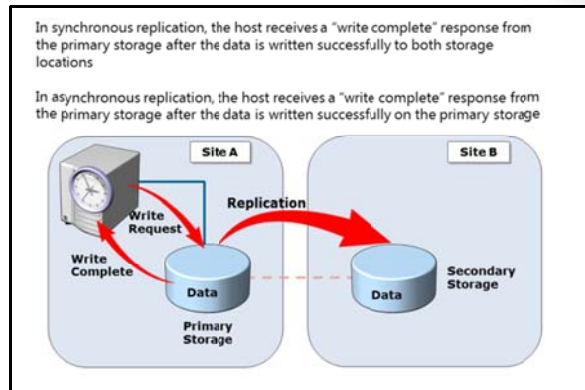 In synchronous replication, the host receives a "write complete" response from
the primary storage after the data is written successfully to both storage
locations
In asynchronous replication, the host receives a "write complete" response from
the primary storage after the data is written successfully on the primary storage
Site A
Site B
Replication
Write
Request
Write
Complete
Data
Primary
Storage
Data
Secondary
Storage